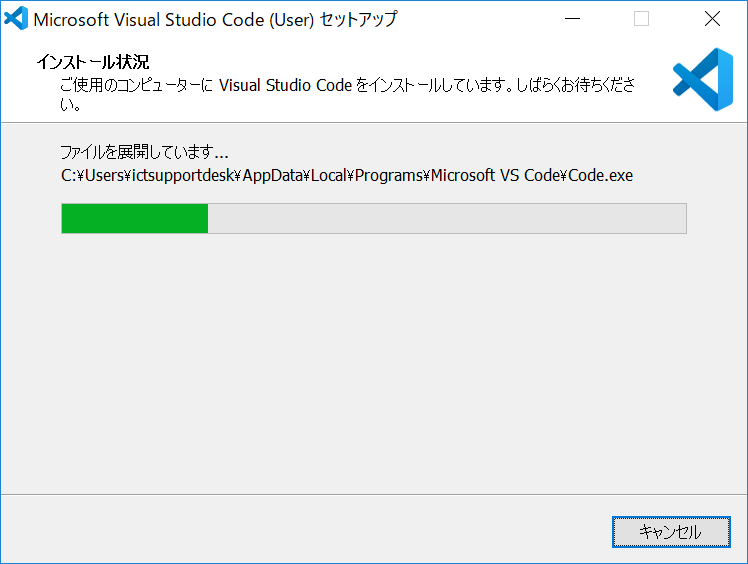 Microsoft Visual Studio Code (User) セットアップ
インストール状況
ご使用のコンピューターに Visual Studio Code をインストールしています。しばらくお待ちくださ
い。
ファイルを展開しています...
C:¥Users¥ictsupportdesk¥AppData¥Local¥Programs¥Microsoft VS Code¥Code.exe
キャンセル